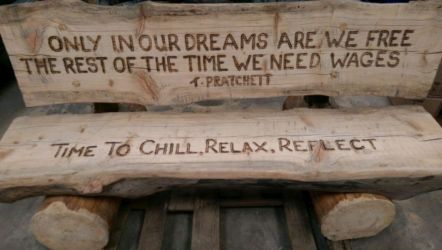 ONLY IN OUR DREAMS ARE WE FREE
THE REST OF THE TIME WE NEED WAGES
T. PRATCHETT
TIME TO CHILL, RELAX, REFLECT